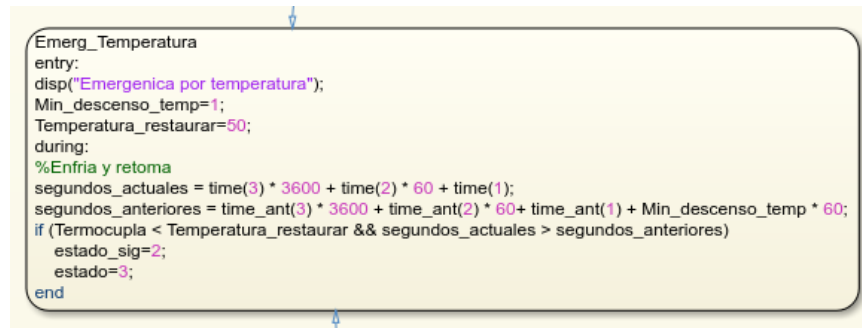 Emerg_Temperatura
entry:
disp("Emergenica por temperatura");
Min_descenso_temp=1;
Temperatura_restaurar=50;
during:
%Enfria y retoma
segundos_actuales = time(3) * 3600 + time(2) * 60 + time(1);
segundos_anteriores = time_ant(3) * 3600 + time_ant(2) * 60+ time_ant(1) + Min_descenso_temp * 60;
if (Termocupla < Temperatura_restaurar && segundos_actuales > segundos_anteriores)
estado_sig=2;
estado=3;
end